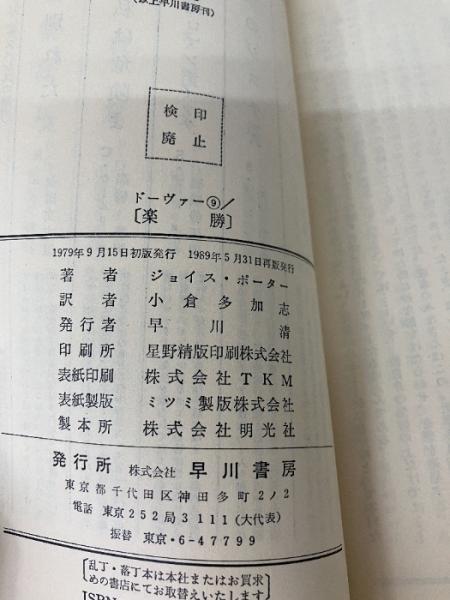 （以上早川書房刊）
検印
廃止
ドーヴァー⑨／
〔楽勝〕
1979年9月15日初版発行 1989年5月31日再版発行
著者 ジョイス・ポーター
訳者 小倉多加志
発行者 早川清
印刷所 星野精版印刷株式会社
表紙印刷 株式会社TKM
表紙製版 ミツミ製版株式会社
製本所 株式会社明光社
発行所 株式会社 早川書房
東京都千代田区神田多町2ノ2
電話 東京252局3111（大代表）
振替 東京・6-47799
〔乱丁・落丁本は本社またはお買求
めの書店にてお取替えいたします〕
ISBN